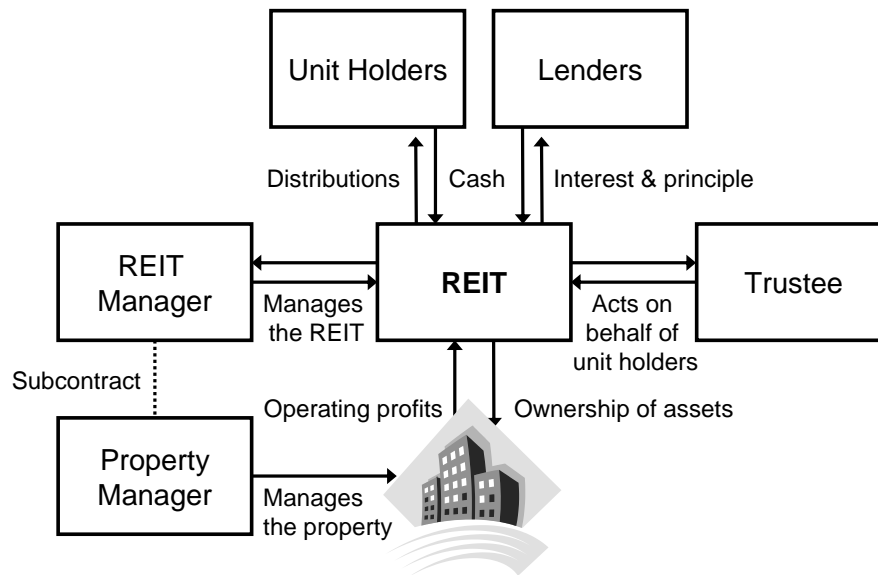 Unit Holders
Lenders
Distributions
Cash
Interest & principle
REIT
Manager
Manages
the REIT
REIT
Acts on
behalf of
unit holders
Trustee
Subcontract
Operating profits
Ownership of assets
Property
Manager
Manages
the property